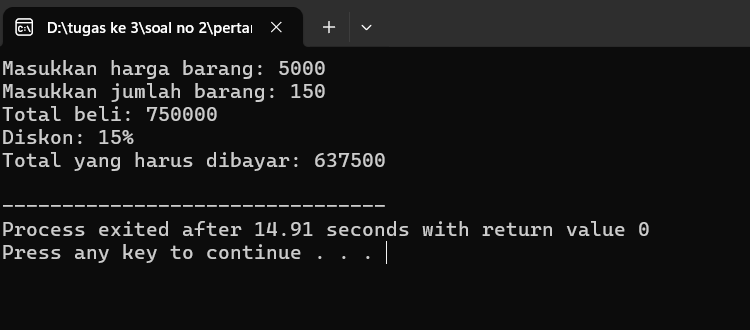 D:\tugas ke 3\soal no 2\pertar
Masukkan harga barang: 5000
Masukkan jumlah barang: 150
Total beli: 750000
Diskon: 15%
Total yang harus dibayar: 637500
--------------------------------
Process exited after 14.91 seconds with return value 0
Press any key to continue . . .